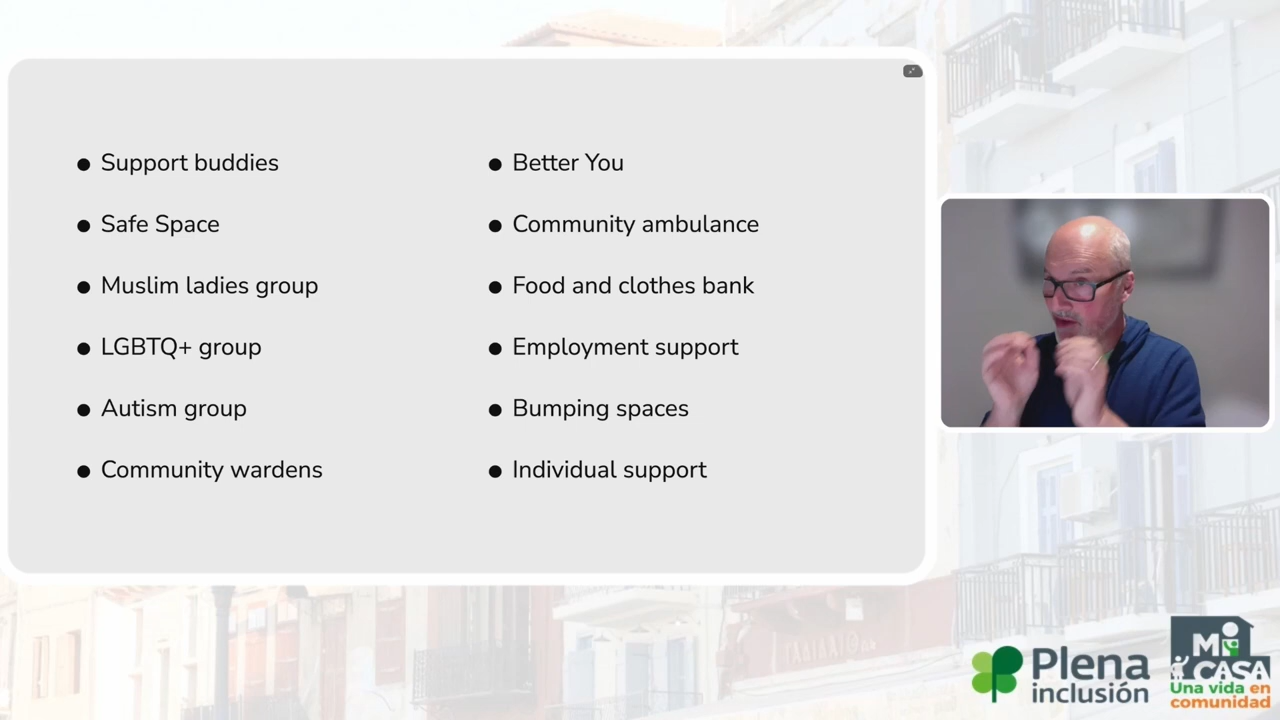 Support buddies
Safe Space
Muslim ladies group
LGBTQ+ group
Autism group
Community wardens
Better You
Community ambulance
Food and clothes bank
Employment support
Bumping spaces
Individual support
Plena
inclusión
Mi
CASA
Una vida en
comunidad